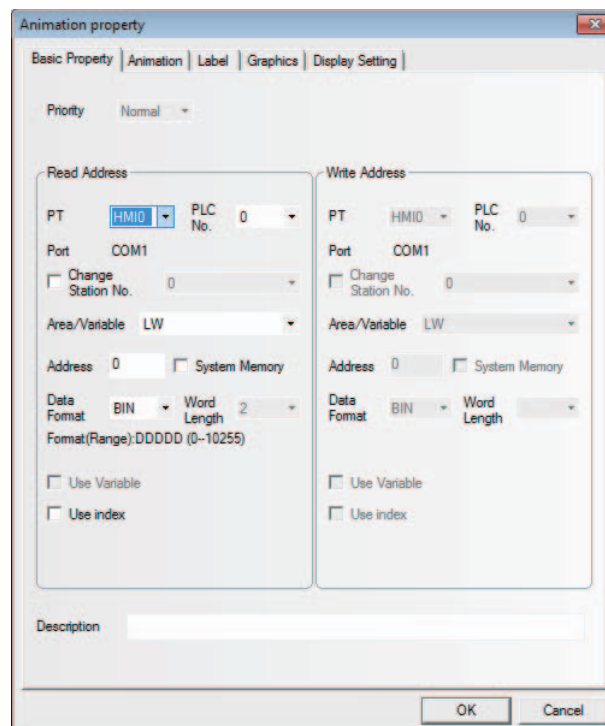 Animation property
Basic Property Animation Label Graphics Display Setting
Priority Normal
Read Address
PT HMI0 PLC No. 0
Port COM1
Change Station No. 0
Area/Variable LW
Address 0 System Memory
Data Format BIN Word Length 2
Format(Range):DDDDD (0--10255)
Use Variable
Use index
Write Address
PT HMI0 PLC No. 0
Port COM1
Change Station No. 0
Area/Variable LW
Address 0 System Memory
Data Format BIN Word Length
Use Variable
Use index
Description
OK Cancel